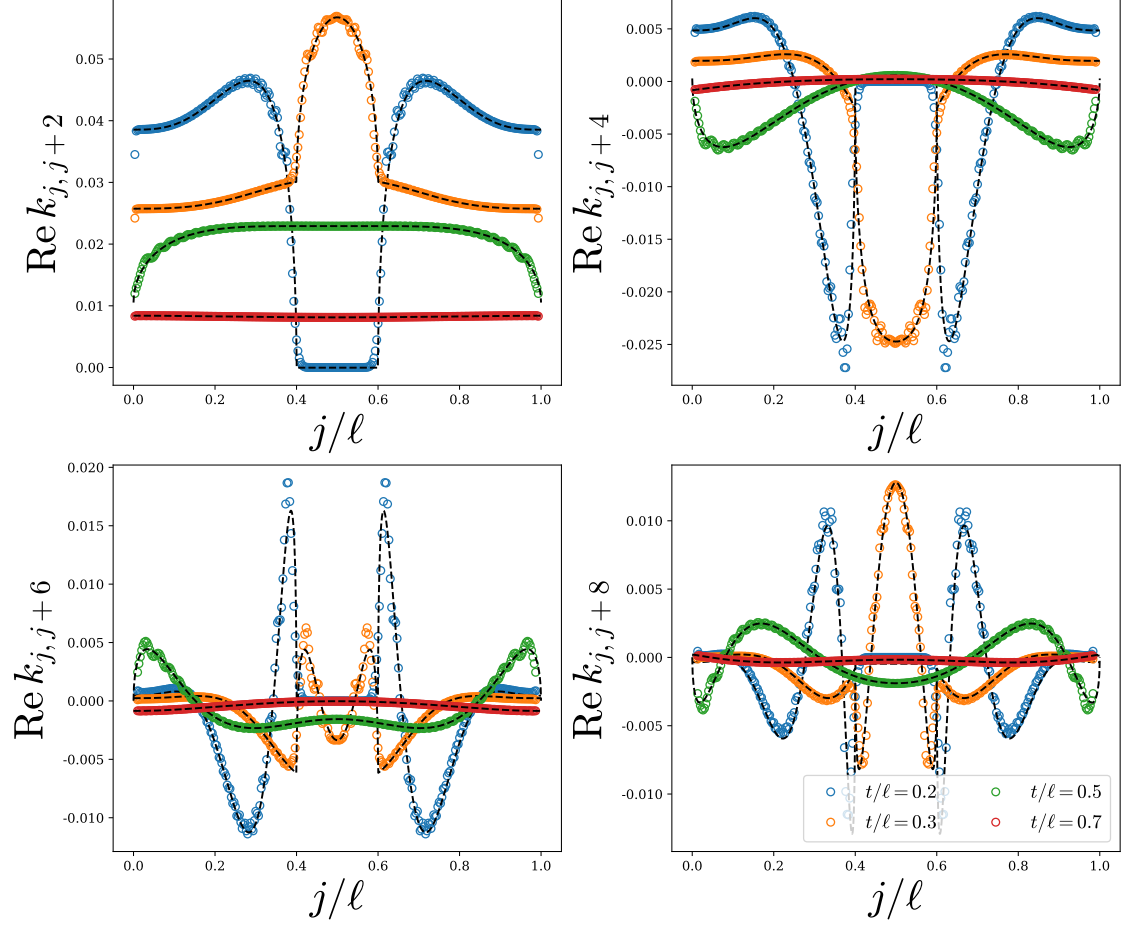 Re k_{j, j+2}
0.05
0.04
0.03
0.02
0.01
0.00
0.0 0.2 0.4 0.6 0.8 1.0
j/ℓ
Re k_{j, j+4}
0.005
0.000
-0.005
-0.010
-0.015
-0.020
-0.025
0.0 0.2 0.4 0.6 0.8 1.0
j/ℓ
Re k_{j, j+6}
0.020
0.015
0.010
0.005
0.000
-0.005
-0.010
0.0 0.2 0.4 0.6 0.8 1.0
j/ℓ
Re k_{j, j+8}
0.010
0.005
0.000
-0.005
-0.010
t/ℓ = 0.2 t/ℓ = 0.5
t/ℓ = 0.3 t/ℓ = 0.7
0.0 0.2 0.4 0.6 0.8 1.0
j/ℓ